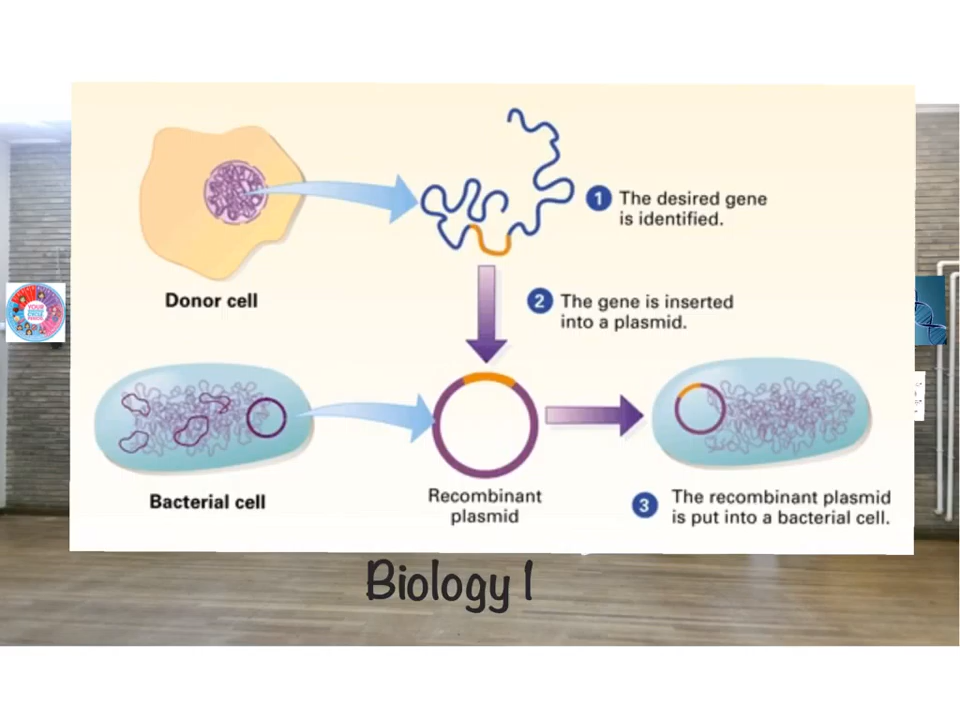 1 The desired gene
is identified.
Donor cell
2 The gene is inserted
into a plasmid.
Bacterial cell
Recombinant
plasmid
3 The recombinant plasmid
is put into a bacterial cell.
Biology 1